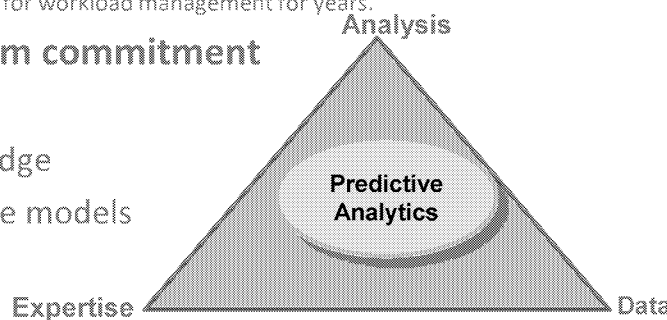 for workload management for years.
Analysis
m commitment
dge
Predictive
e models
Analytics
Expertise
Data